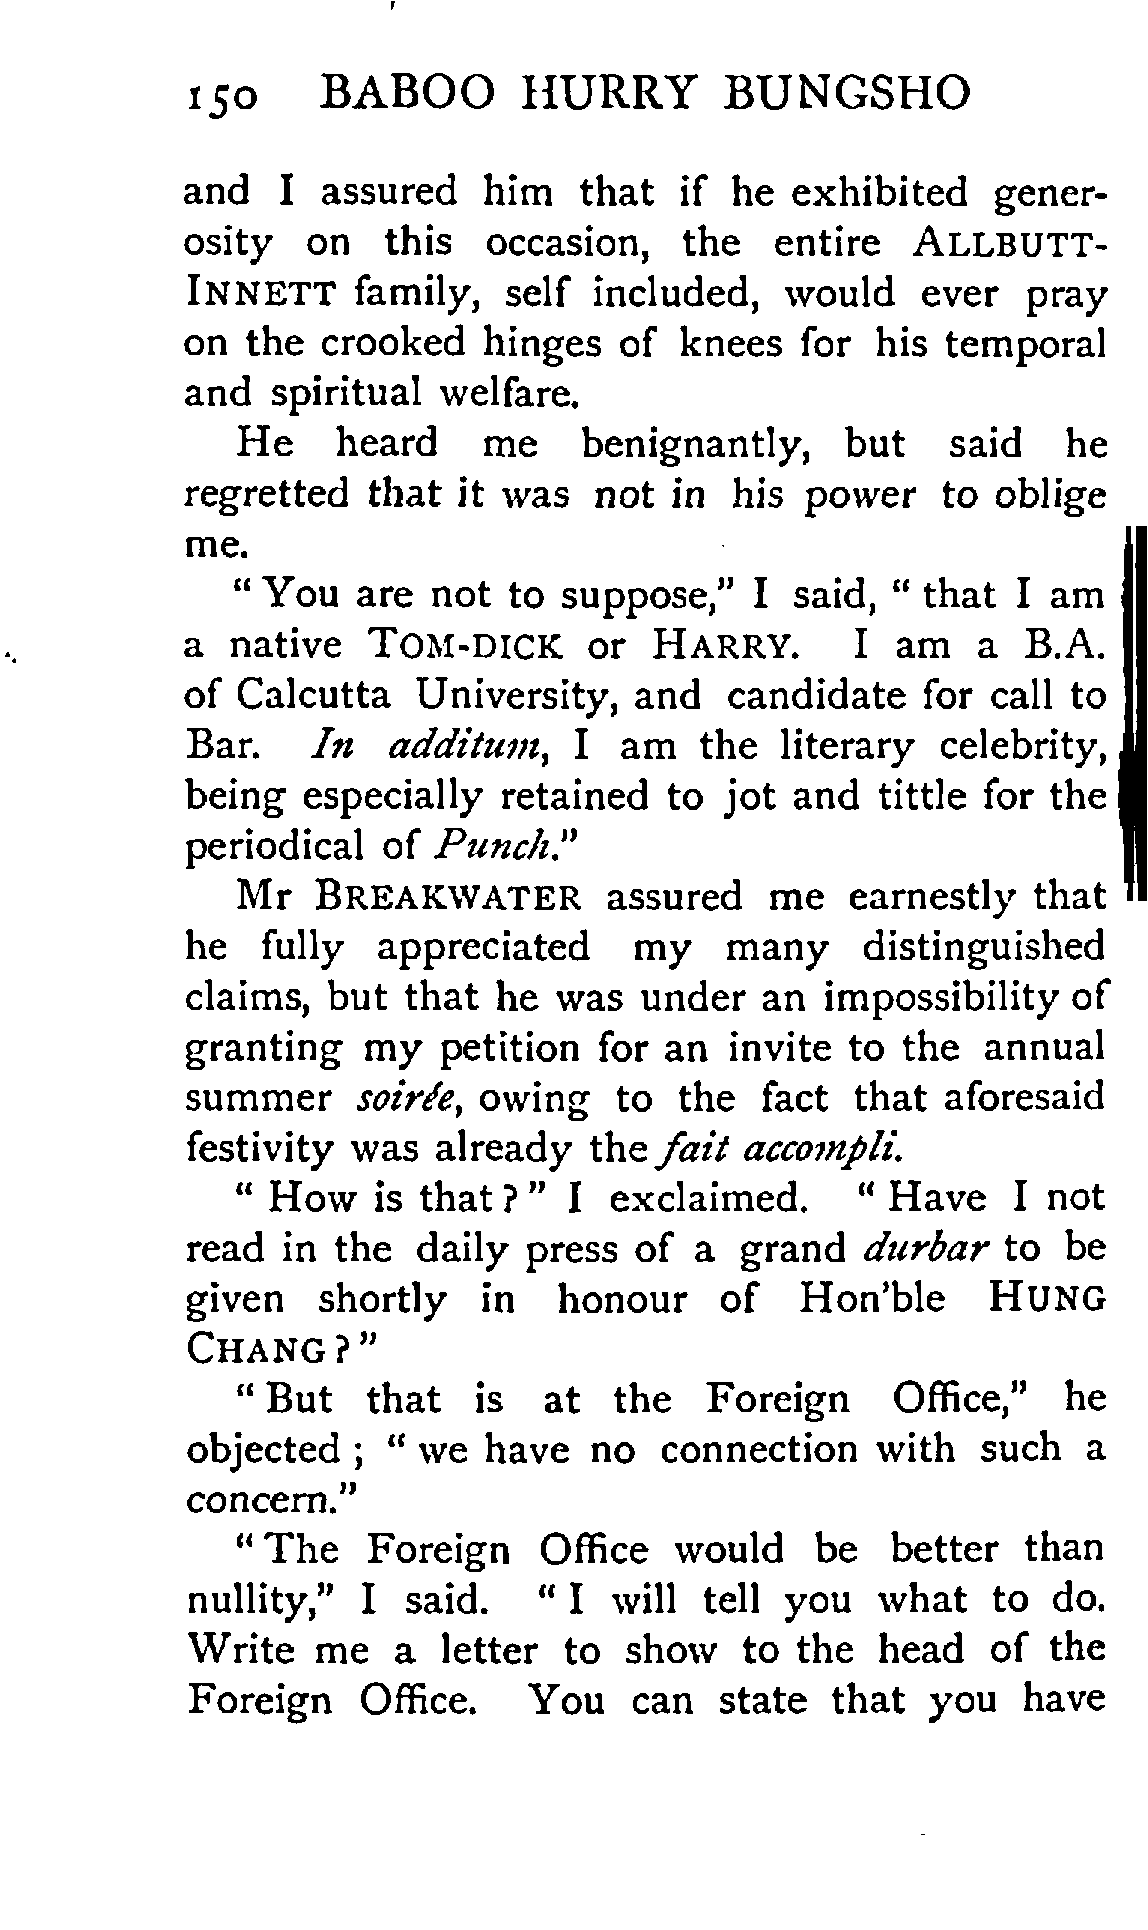 150 BABOO HURRY BUNGSHO
and I assured him that if he exhibited gener-
osity on this occasion, the entire ALLBUTT-
INNETT family, self included, would ever pray
on the crooked hinges of knees for his temporal
and spiritual welfare.
He heard me benignantly, but said he
regretted that it was not in his power to oblige
me.
“ You are not to suppose,” I said, “ that I am
a native TOM-DICK or HARRY. I am a B.A.
of Calcutta University, and candidate for call to
Bar. In additum, I am the literary celebrity,
being especially retained to jot and tittle for the
periodical of Punch.”
Mr BREAKWATER assured me earnestly that
he fully appreciated my many distinguished
claims, but that he was under an impossibility of
granting my petition for an invite to the annual
summer soirée, owing to the fact that aforesaid
festivity was already the fait accompli.
“ How is that ? ” I exclaimed. “ Have I not
read in the daily press of a grand durbar to be
given shortly in honour of Hon’ble HUNG
CHANG ? ”
“ But that is at the Foreign Office,” he
objected ; “ we have no connection with such a
concern.”
“ The Foreign Office would be better than
nullity,” I said. “ I will tell you what to do.
Write me a letter to show to the head of the
Foreign Office. You can state that you have